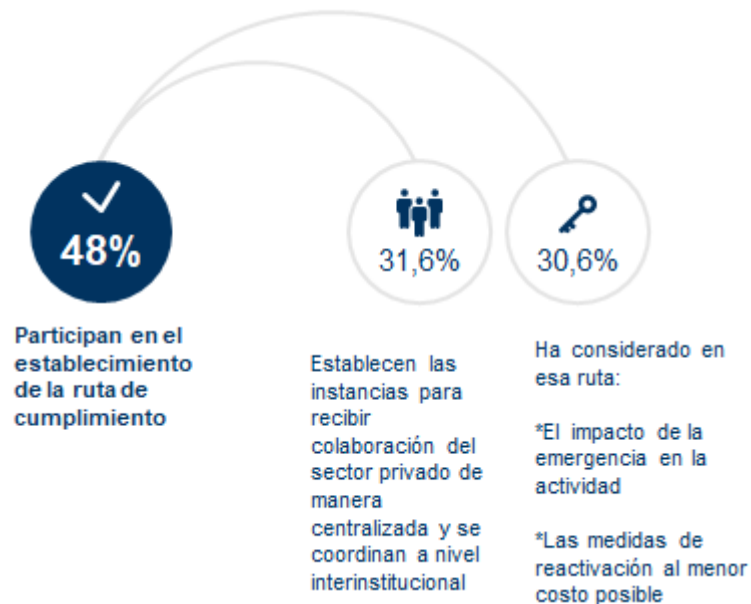 48%
Participan en el
establecimiento
de la ruta de
cumplimiento
31,6%
Establecen las
instancias para
recibir
colaboración del
sector privado de
manera
centralizada y se
coordinan a nivel
interinstitucional
30,6%
Ha considerado en
esa ruta:
*El impacto de la
emergencia en la
actividad
*Las medidas de
reactivación al menor
costo posible